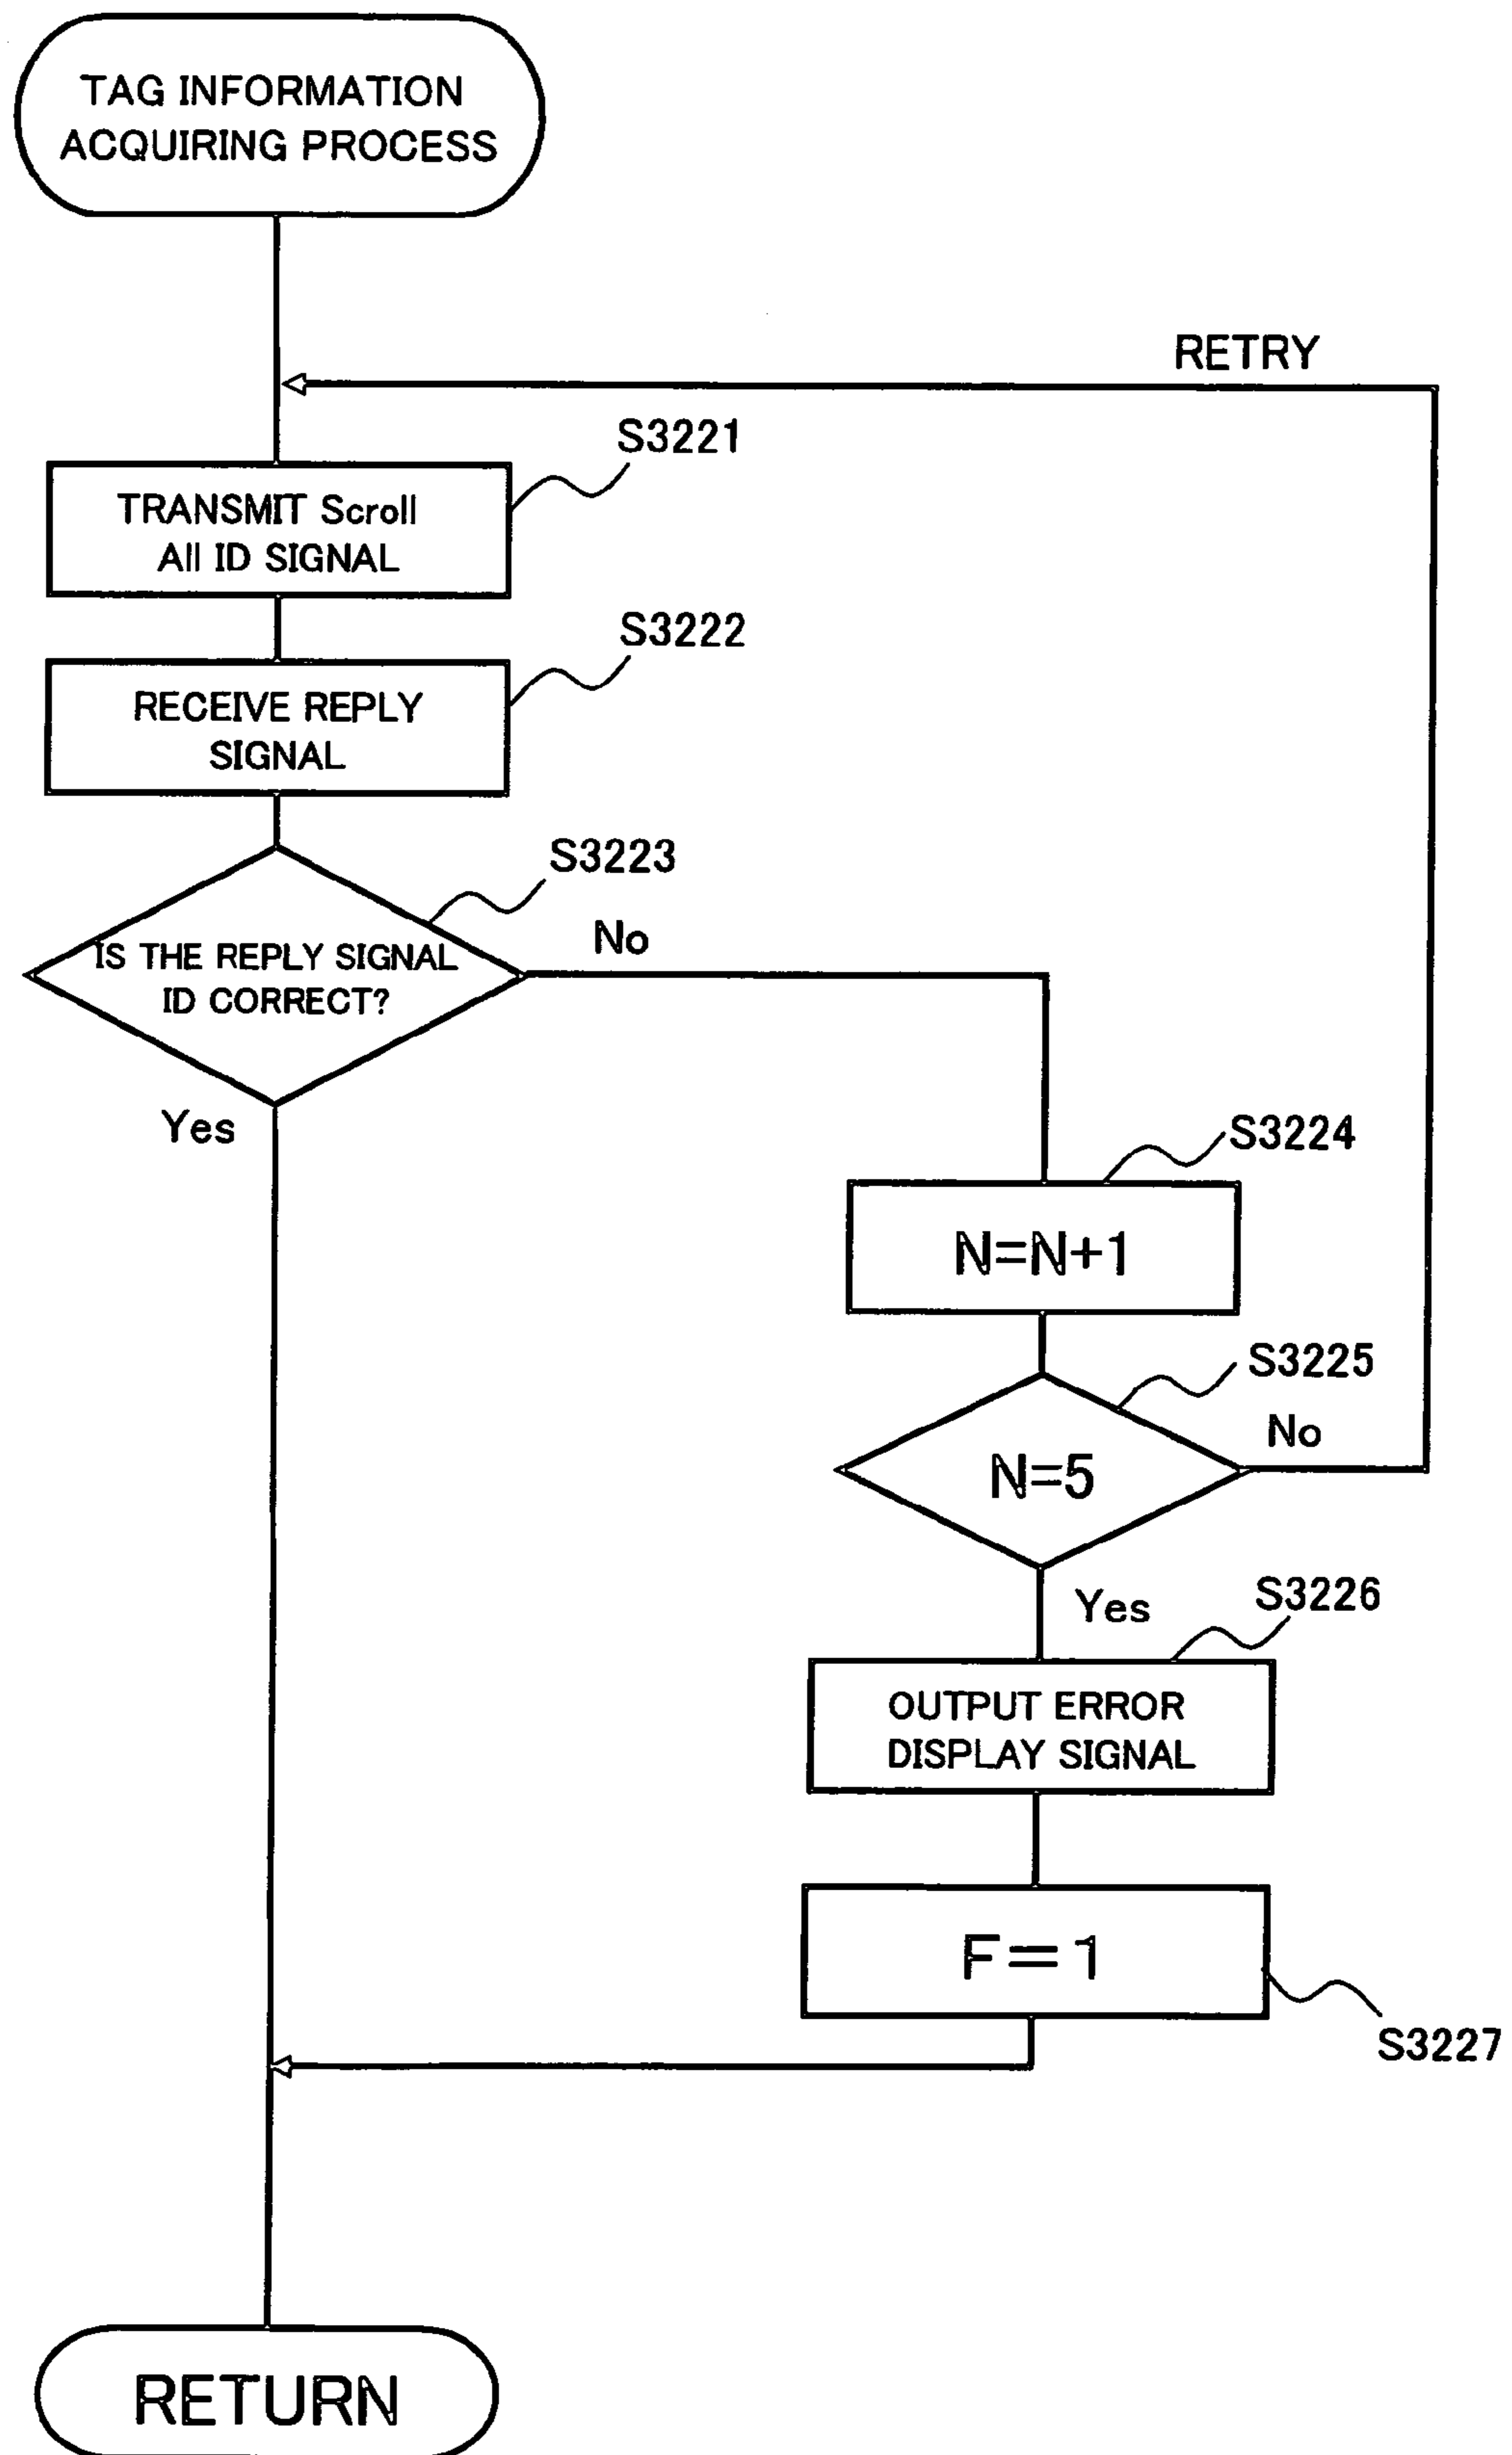 TAG INFORMATION
ACQUIRING PROCESS
RETRY
S3221
TRANSMIT Scroll
All ID SIGNAL
S3222
RECEIVE REPLY
SIGNAL
S3223
No
IS THE REPLY SIGNAL
ID CORRECT?
Yes
S3224
N=N+1
S3225
No
N=5
Yes
S3226
OUTPUT ERROR
DISPLAY SIGNAL
F=1
S3227
RETURN